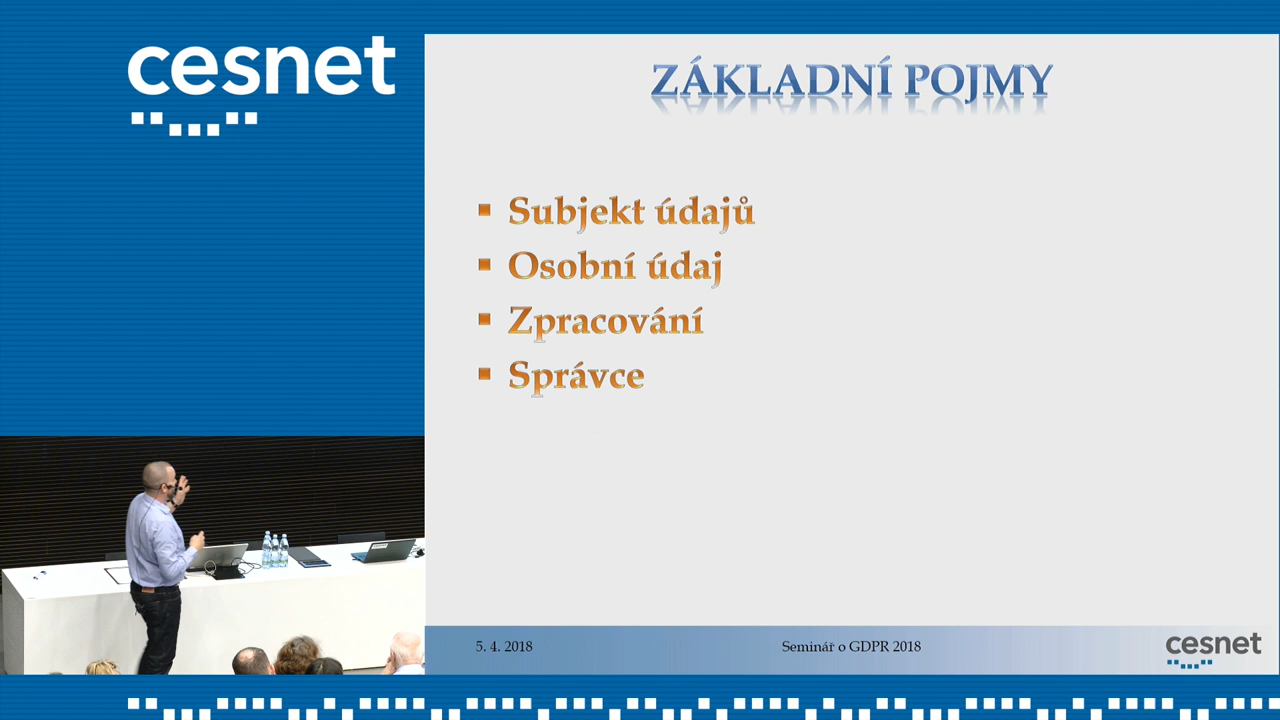 cesnet
ZÁKLADNÍ POJMY
Subjekt údajů
Osobní údaj
Zpracování
Správce
5. 4. 2018
Seminář o GDPR 2018
cesnet